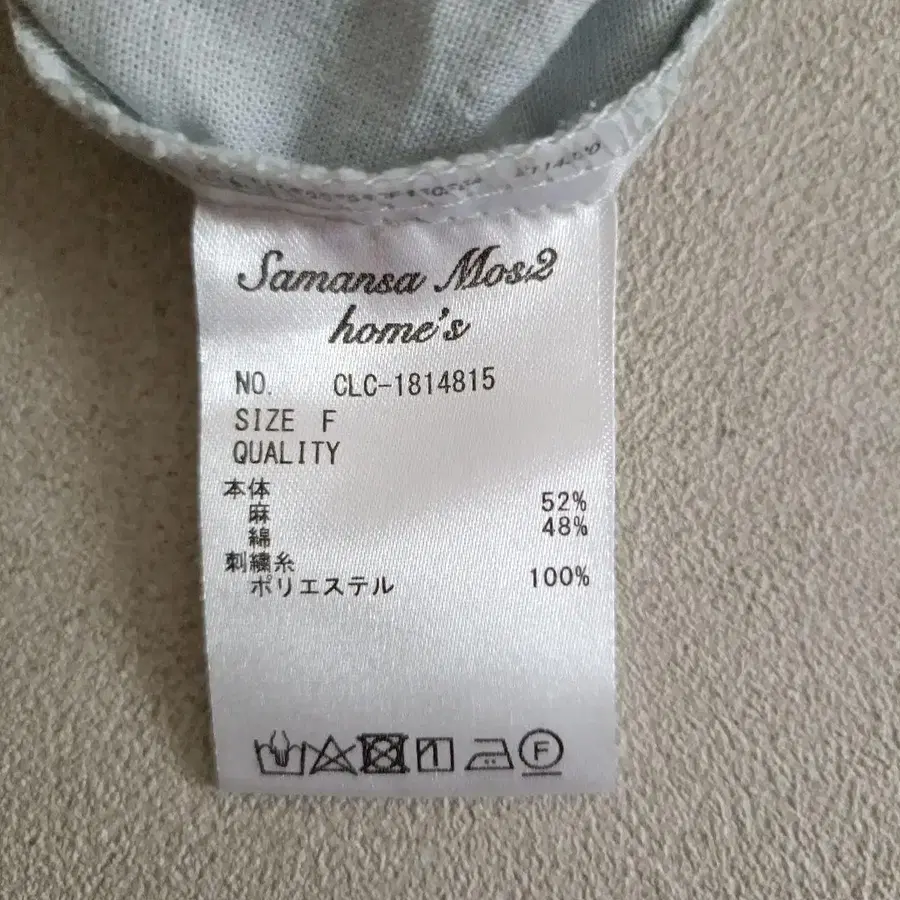 Samansa Mos2
home's
NO. CLC-1814815
SIZE F
QUALITY
本体
麻 52%
綿 48%
刺繍糸
ポリエステル 100%
F